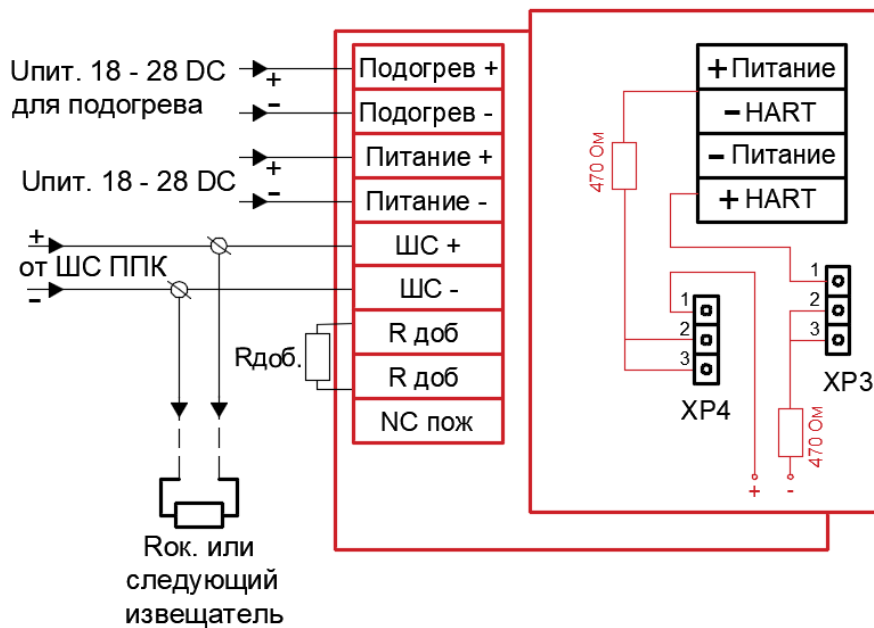 Uпит. 18 - 28 DC
для подогрева
+
-
Uпит. 18 - 28 DC
+
-
+
от ШС ППК
-
Rдоб.
Rок. или
следующий
извещатель
Подогрев +
Подогрев -
Питание +
Питание -
ШС +
ШС -
R доб
R доб
NC пож
+ Питание
- HART
- Питание
+ HART
470 Ом
1
2
3
XP4
1
2
3
XP3
470 Ом
+ -